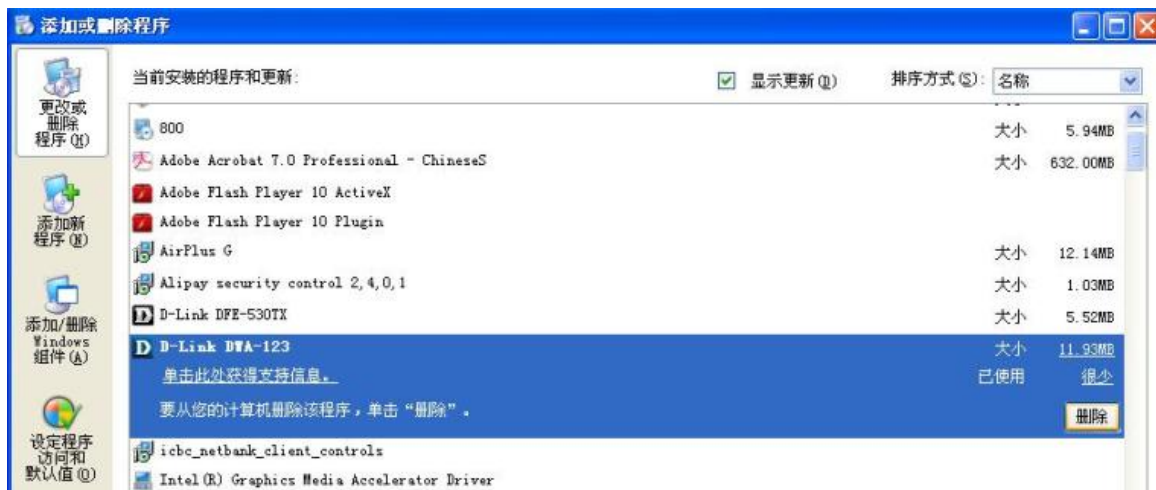 添加或删除程序
更改或
删除
程序(H)
添加新
程序(N)
添加/删除
Windows
组件(A)
设定程序
访问和
默认值(O)
当前安装的程序和更新:
显示更新(D)
排序方式(S): 名称
800 大小 5.94MB
Adobe Acrobat 7.0 Professional - ChineseS 大小 632.00MB
Adobe Flash Player 10 ActiveX
Adobe Flash Player 10 Plugin
AirPlus G 大小 12.14MB
Alipay security control 2,4,0,1 大小 1.03MB
D-Link DFE-530TX 大小 5.52MB
D-Link DWA-123 大小 11.93MB
单击此处获得支持信息。 已使用 很少
要从您的计算机删除该程序，单击“删除”。 删除
icbc_netbank_client_controls
Intel(R) Graphics Media Accelerator Driver